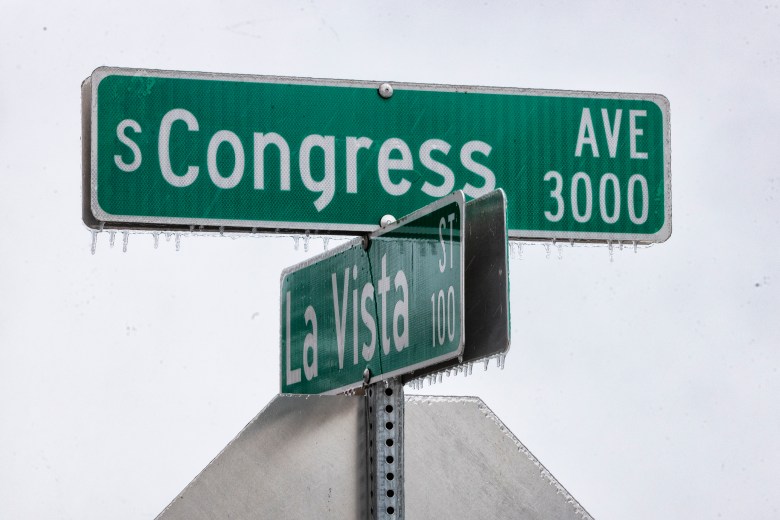 S Congress AVE
3000
La Vista ST
100